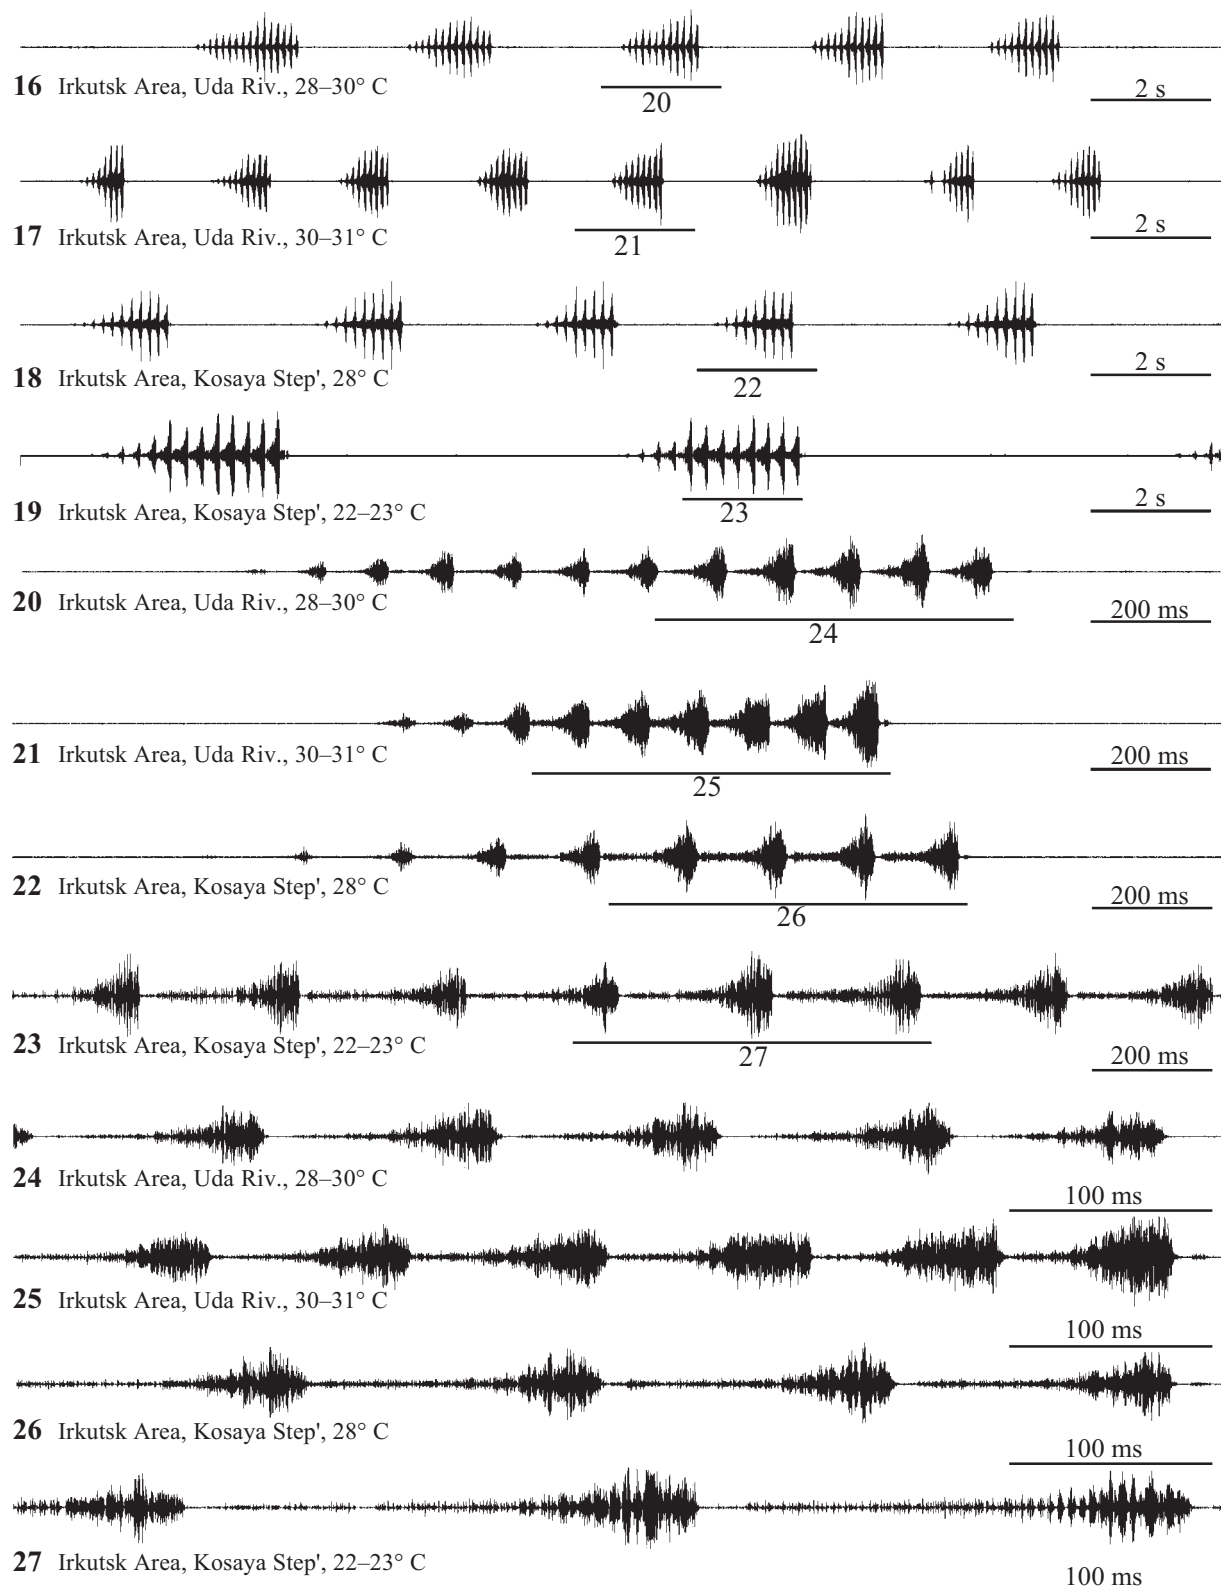 16 Irkutsk Area, Uda Riv., 28–30° C
20
2 s
17 Irkutsk Area, Uda Riv., 30–31° C
21
2 s
18 Irkutsk Area, Kosaya Step', 28° C
22
2 s
19 Irkutsk Area, Kosaya Step', 22–23° C
23
2 s
20 Irkutsk Area, Uda Riv., 28–30° C
24
200 ms
21 Irkutsk Area, Uda Riv., 30–31° C
25
200 ms
22 Irkutsk Area, Kosaya Step', 28° C
26
200 ms
23 Irkutsk Area, Kosaya Step', 22–23° C
27
200 ms
24 Irkutsk Area, Uda Riv., 28–30° C
100 ms
25 Irkutsk Area, Uda Riv., 30–31° C
100 ms
26 Irkutsk Area, Kosaya Step', 28° C
100 ms
27 Irkutsk Area, Kosaya Step', 22–23° C
100 ms